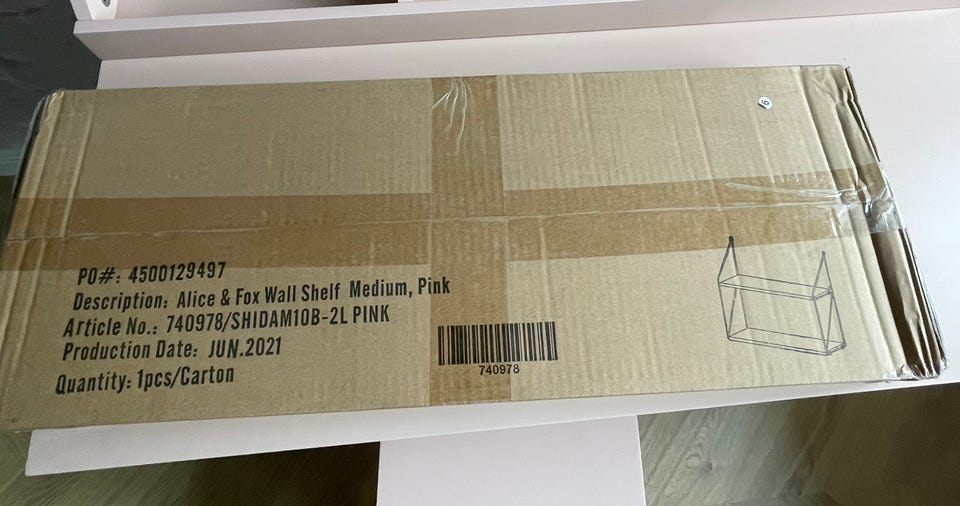 PO#: 4500129497
Description: Alice & Fox Wall Shelf Medium, Pink
Article No.: 740978/SHIDAM10B-2L PINK
Production Date: JUN.2021
Quantity: 1pcs/Carton
740978